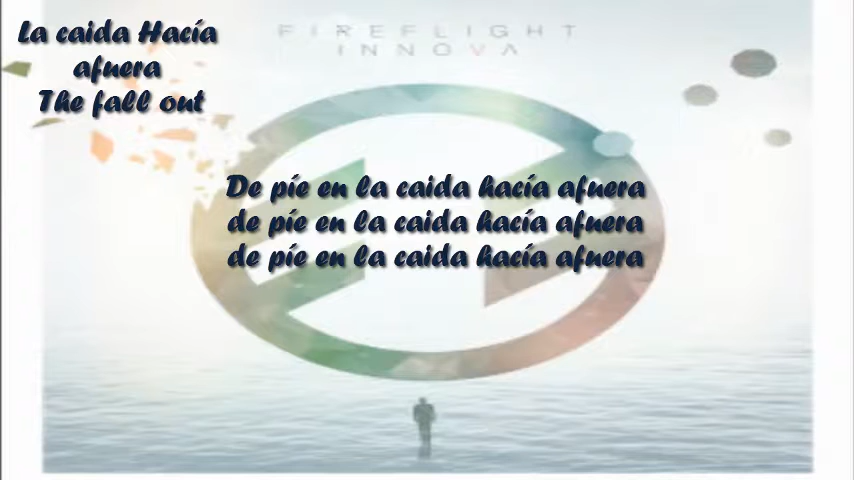 La caida Hacía
afuera
The fall out
FIREFLIGHT
INNOVA
De píe en la caida hacía afuera
de píe en la caida hacía afuera
de píe en la caida hacía afuera